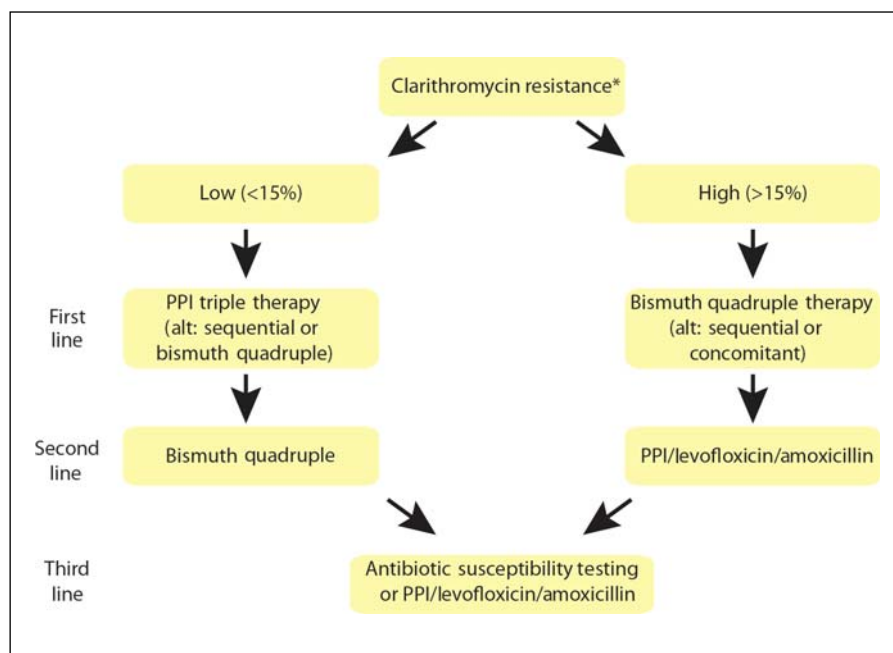 Clarithromycin resistance*
Low (<15%)
High (>15%)
First
line
PPI triple therapy
(alt: sequential or
bismuth quadruple)
Bismuth quadruple therapy
(alt: sequential or
concomitant)
Second
line
Bismuth quadruple
PPI/levofloxicin/amoxicillin
Third
line
Antibiotic susceptibility testing
or PPI/levofloxicin/amoxicillin